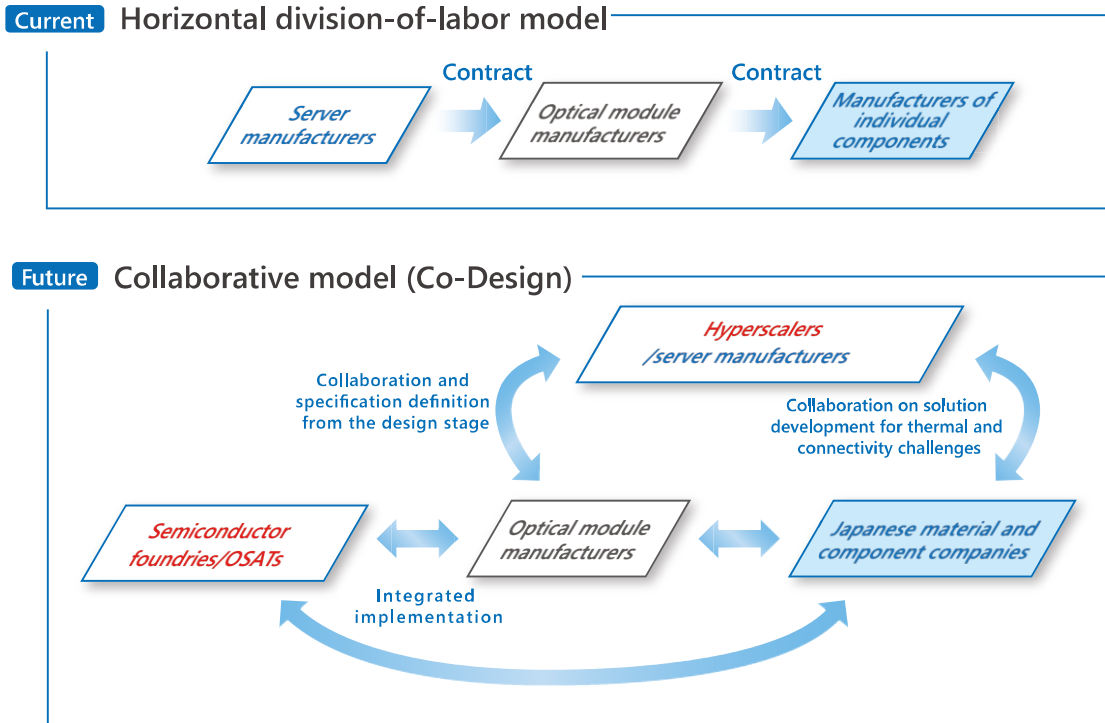 Current Horizontal division-of-labor model
Contract
Contract
Server
manufacturers
Optical module
manufacturers
Manufacturers of
individual
components
Future Collaborative model (Co-Design)
Hyperscalers
/server manufacturers
Collaboration and
specification definition
from the design stage
Collaboration on solution
development for thermal and
connectivity challenges
Semiconductor
foundries/OSATs
Optical module
manufacturers
Japanese material and
component companies
Integrated
implementation